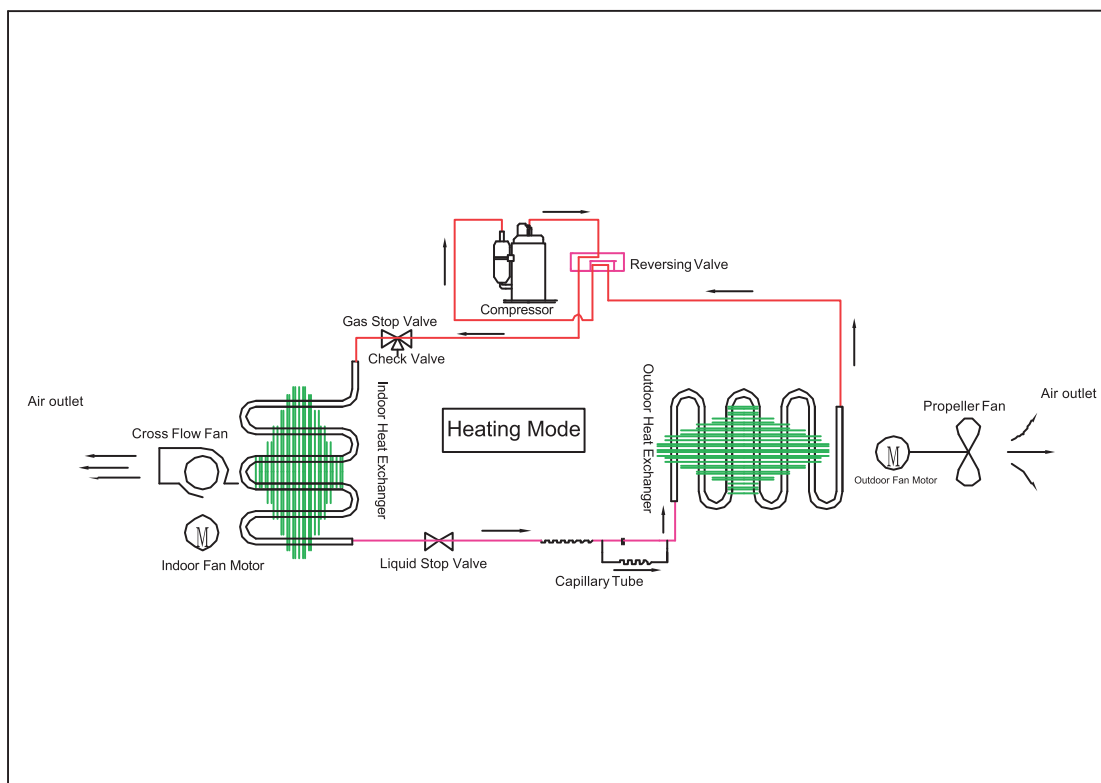 Reversing Valve
Compressor
Gas Stop Valve
Check Valve
Indoor Heat Exchanger
Outdoor Heat Exchanger
Air outlet
Cross Flow Fan
Heating Mode
Propeller Fan
Air outlet
M
Outdoor Fan Motor
M
Indoor Fan Motor
Liquid Stop Valve
Capillary Tube